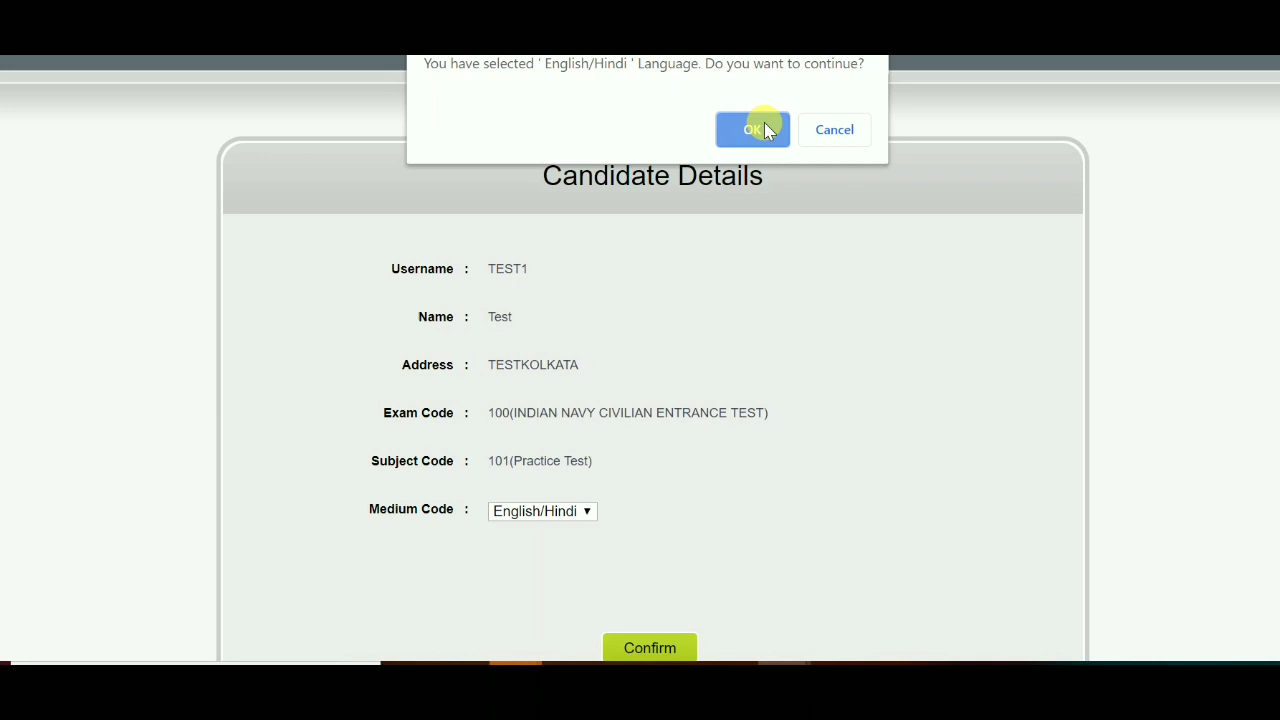 You have selected ' English/Hindi ' Language. Do you want to continue?
OK Cancel
Candidate Details
Username : TEST1
Name : Test
Address : TESTKOLKATA
Exam Code : 100(INDIAN NAVY CIVILIAN ENTRANCE TEST)
Subject Code : 101(Practice Test)
Medium Code : English/Hindi
Confirm